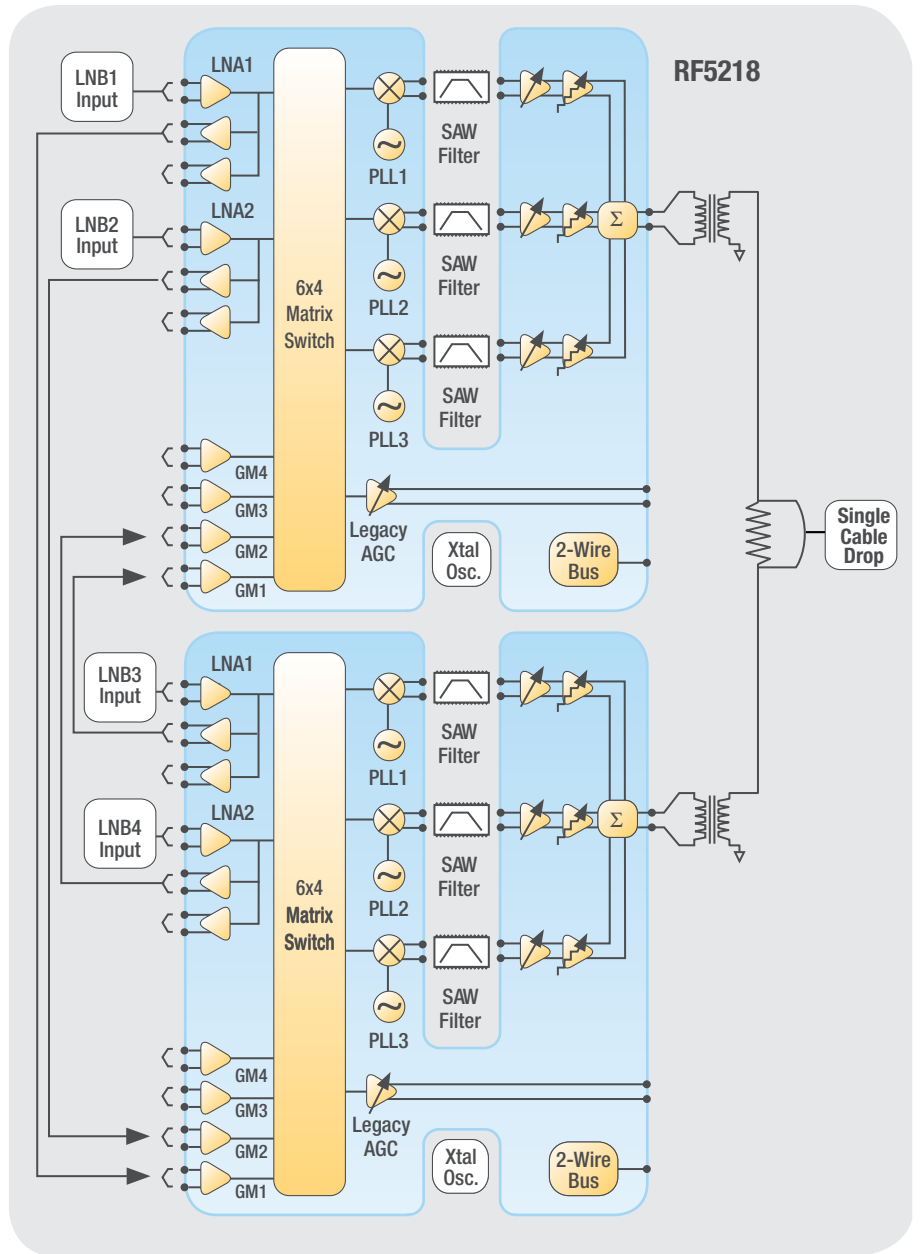 RF5218
LNB1
Input
LNA1
PLL1
SAW
Filter
LNB2
Input
LNA2
PLL2
SAW
Filter
Σ
6x4
Matrix
Switch
PLL3
SAW
Filter
GM4
GM3
GM2
GM1
Legacy
AGC
Xtal
Osc.
2-Wire
Bus
Single
Cable
Drop
LNB3
Input
LNA1
PLL1
SAW
Filter
LNB4
Input
LNA2
PLL2
SAW
Filter
Σ
6x4
Matrix
Switch
PLL3
SAW
Filter
GM4
GM3
GM2
GM1
Legacy
AGC
Xtal
Osc.
2-Wire
Bus